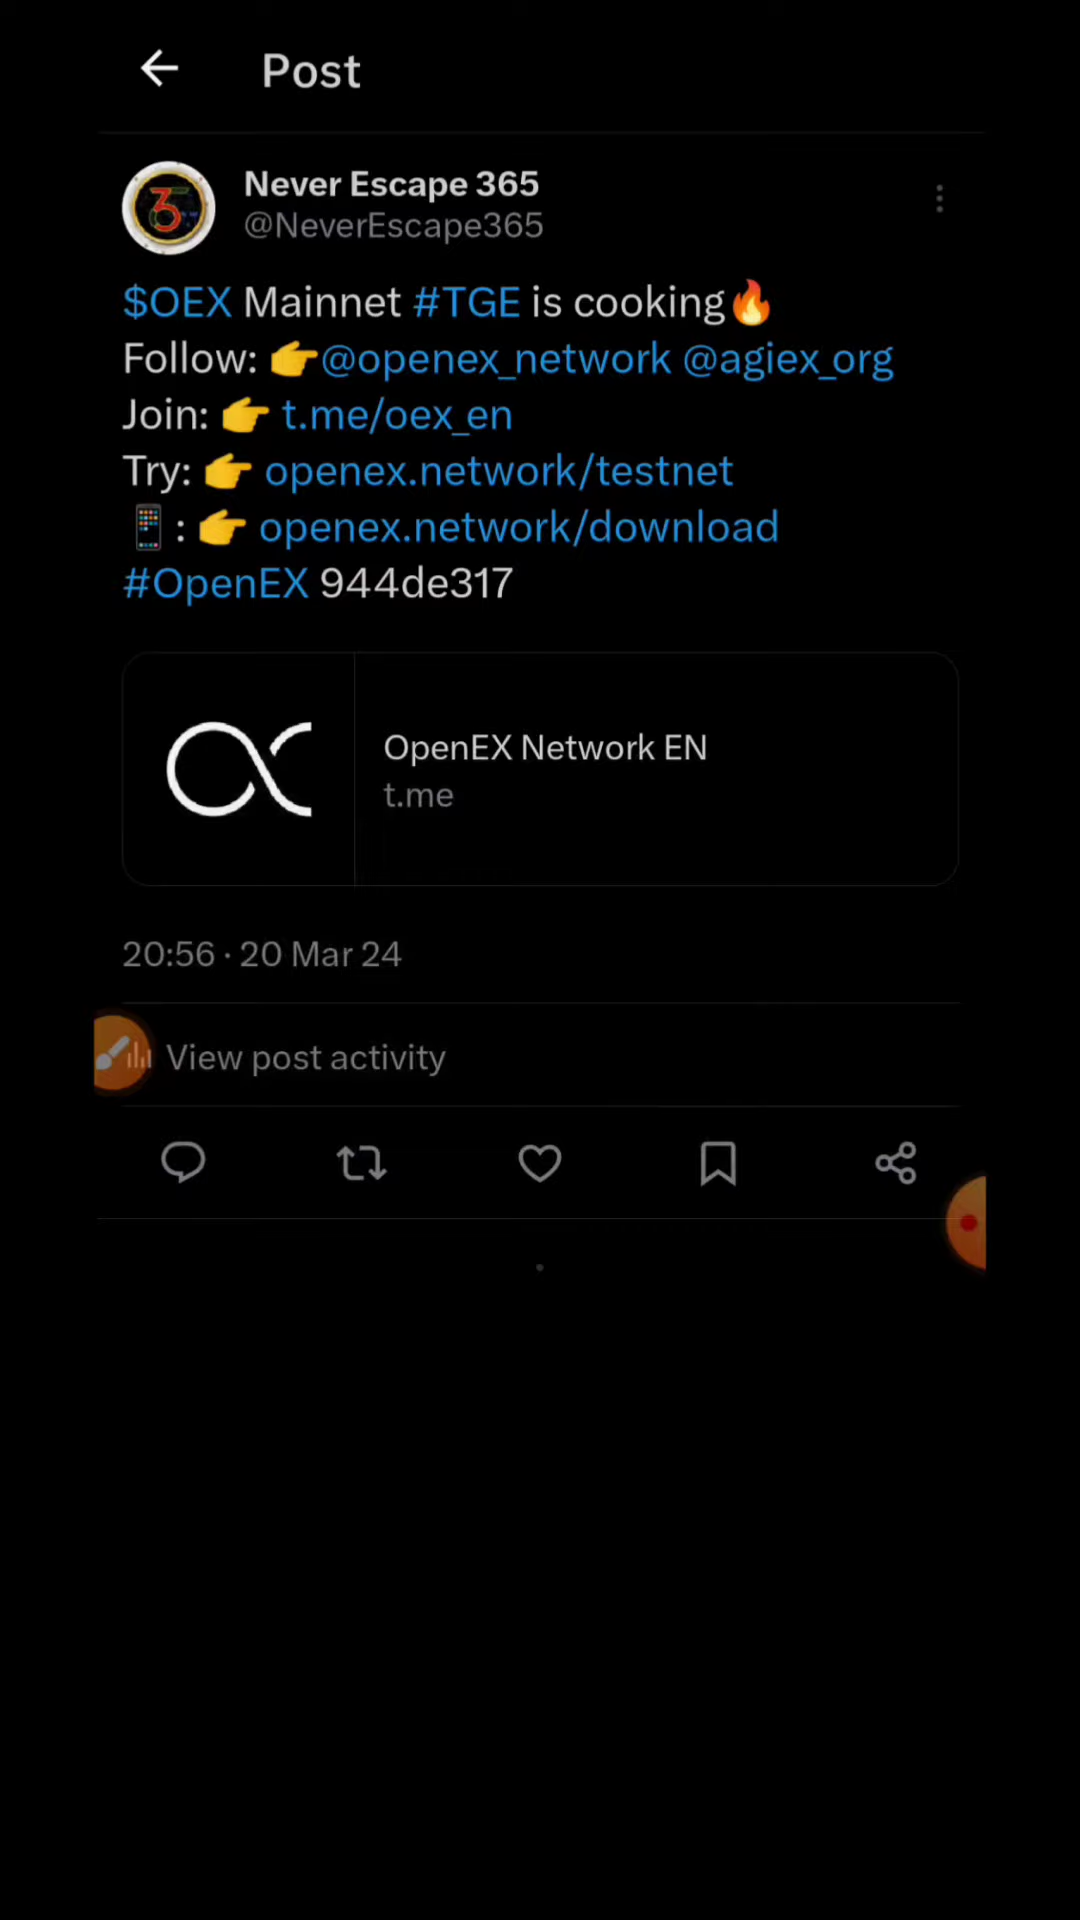 Post
Never Escape 365
@NeverEscape365
$OEX Mainnet #TGE is cooking🔥
Follow: 👉@openex_network @agiex_org
Join: 👉 t.me/oex_en
Try: 👉 openex.network/testnet
📱: 👉 openex.network/download
#OpenEX 944de317
OpenEX Network EN
t.me
20:56 · 20 Mar 24
View post activity